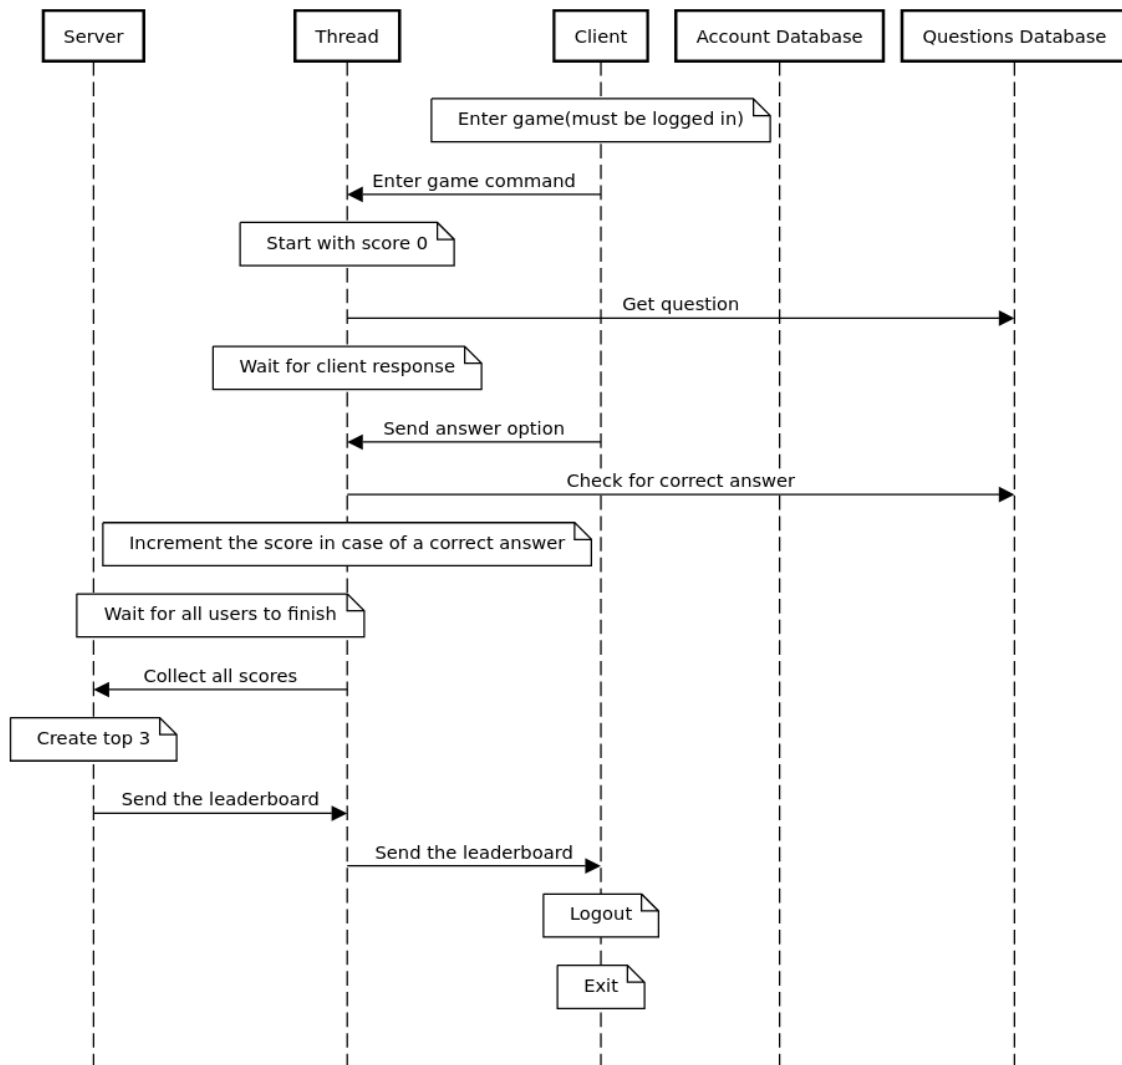 Server
Thread
Client
Account Database
Questions Database
Enter game(must be logged in)
Enter game command
Start with score 0
Get question
Wait for client response
Send answer option
Check for correct answer
Increment the score in case of a correct answer
Wait for all users to finish
Collect all scores
Create top 3
Send the leaderboard
Send the leaderboard
Logout
Exit